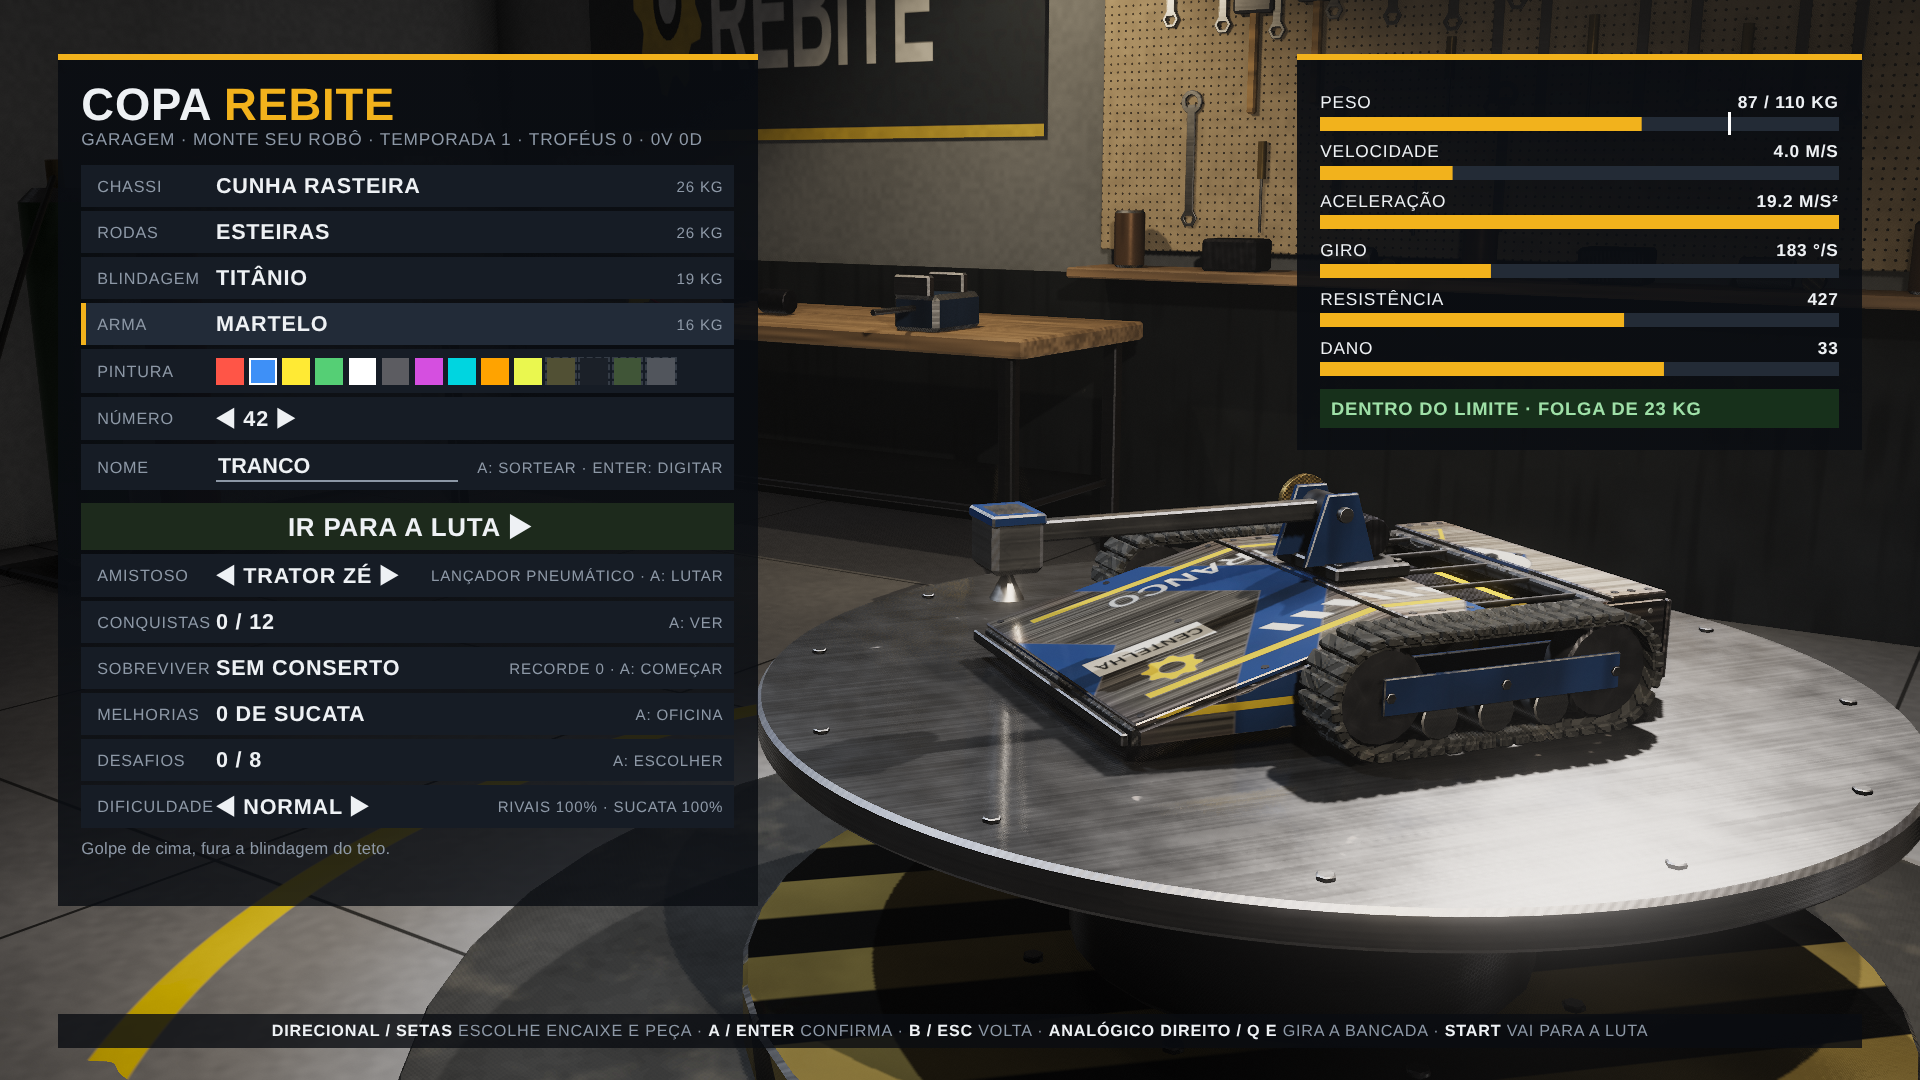 REBITE
COPA REBITE
GARAGEM · MONTE SEU ROBÔ · TEMPORADA 1 · TROFÉUS 0 · 0V 0D
CHASSI CUNHA RASTEIRA 26 KG
RODAS ESTEIRAS 26 KG
BLINDAGEM TITÂNIO 19 KG
ARMA MARTELO 16 KG
PINTURA
NÚMERO ◀ 42 ▶
NOME TRANCO A: SORTEAR · ENTER: DIGITAR
IR PARA A LUTA ▶
AMISTOSO ◀ TRATOR ZÉ ▶ LANÇADOR PNEUMÁTICO · A: LUTAR
CONQUISTAS 0 / 12 A: VER
SOBREVIVER SEM CONSERTO RECORDE 0 · A: COMEÇAR
MELHORIAS 0 DE SUCATA A: OFICINA
DESAFIOS 0 / 8 A: ESCOLHER
DIFICULDADE ◀ NORMAL ▶ RIVAIS 100% · SUCATA 100%
Golpe de cima, fura a blindagem do teto.
PESO 87 / 110 KG
VELOCIDADE 4.0 M/S
ACELERAÇÃO 19.2 M/S²
GIRO 183 °/S
RESISTÊNCIA 427
DANO 33
DENTRO DO LIMITE · FOLGA DE 23 KG
CENTELHA
DIRECIONAL / SETAS ESCOLHE ENCAIXE E PEÇA · A / ENTER CONFIRMA · B / ESC VOLTA · ANALÓGICO DIREITO / Q E GIRA A BANCADA · START VAI PARA A LUTA